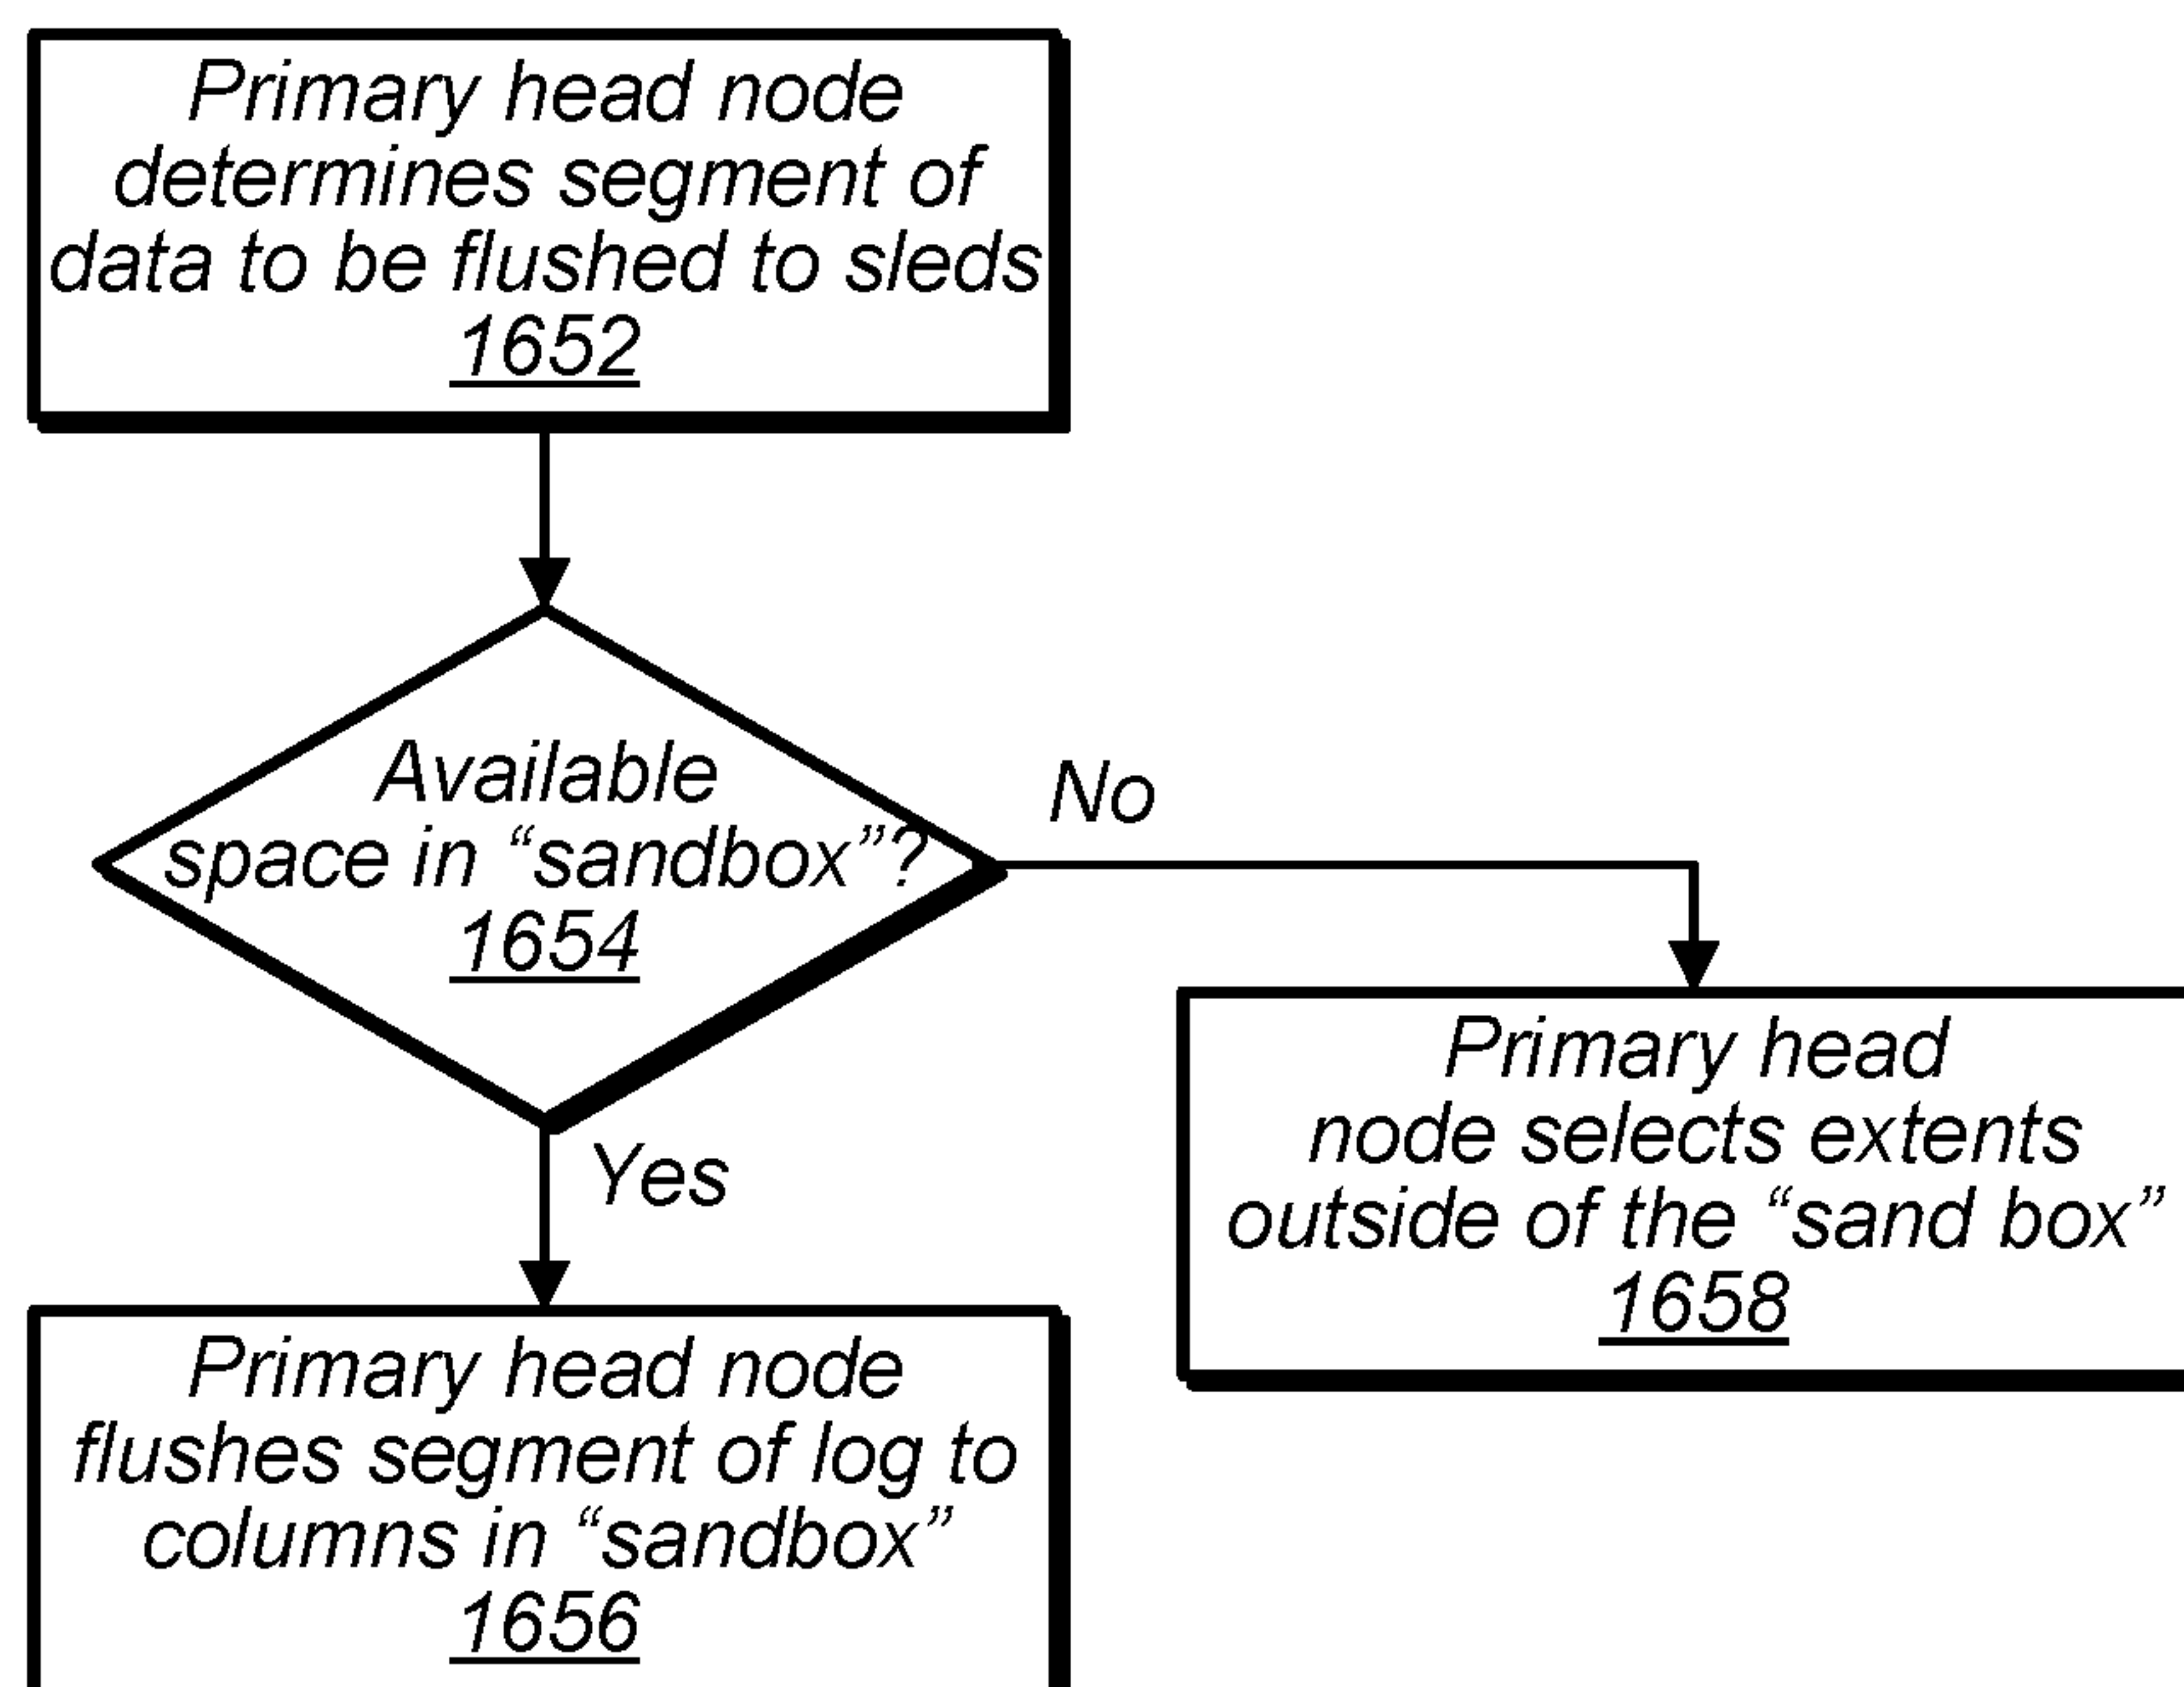 Primary head node
determines segment of
data to be flushed to sleds
1652
Available
space in “sandbox”?
1654
No
Yes
Primary head
node selects extents
outside of the “sand box”
1658
Primary head node
flushes segment of log to
columns in “sandbox”
1656